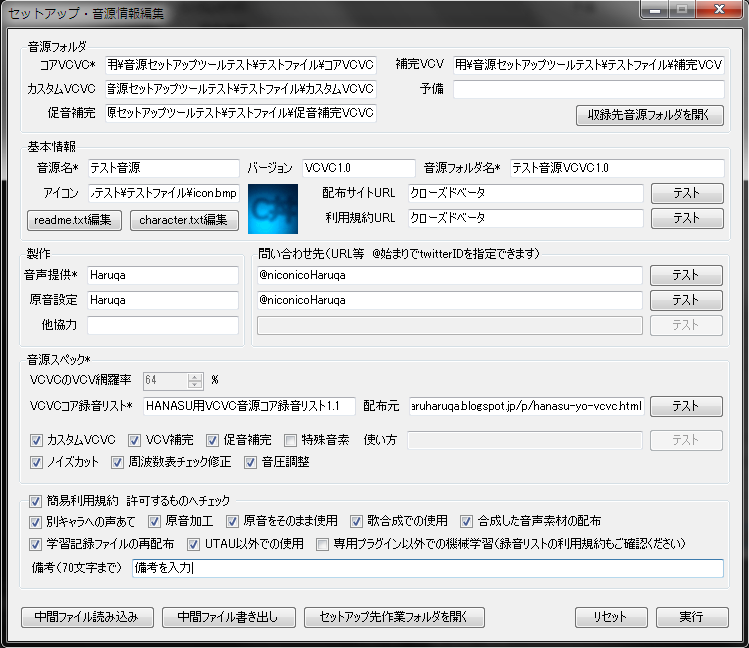 セットアップ・音源情報編集
音源フォルダ
コアVCVC* 用¥音源セットアップツールテスト¥テストファイル¥コアVCVC 補完VCV 用¥音源セットアップツールテスト¥テストファイル¥補完VCV
カスタムVCVC 音源セットアップツールテスト¥テストファイル¥カスタムVCVC 予備
促音補完 原セットアップツールテスト¥テストファイル¥促音補完VCVC 収録先音源フォルダを開く
基本情報
音源名* テスト音源 バージョン VCVC1.0 音源フォルダ名* テスト音源VCVC1.0
アイコン テスト¥テストファイル¥icon.bmp 配布サイトURL クローズドベータ テスト
readme.txt編集 character.txt編集 利用規約URL クローズドベータ テスト
製作 問い合わせ先(URL等 @始まりでtwitterIDを指定できます)
音声提供* Haruqa @niconicoHaruqa テスト
原音設定 Haruqa @niconicoHaruqa テスト
他協力 テスト
音源スペック*
VCVCのVCV網羅率 64 %
VCVCコア録音リスト* HANASU用VCVC音源コア録音リスト1.1 配布元 aruharuqa.blogspot.jp/p/hanasu-yo-vcvc.html テスト
カスタムVCVC VCV補完 促音補完 特殊音素 使い方 テスト
ノイズカット 周波数表チェック修正 音圧調整
簡易利用規約 許可するものへチェック
別キャラへの声あて 原音加工 原音をそのまま使用 歌合成での使用 合成した音声素材の配布
学習記録ファイルの再配布 UTAU以外での使用 専用プラグイン以外での機械学習(録音リストの利用規約もご確認ください)
備考(70文字まで) 備考を入力
中間ファイル読み込み 中間ファイル書き出し セットアップ先作業フォルダを開く リセット 実行